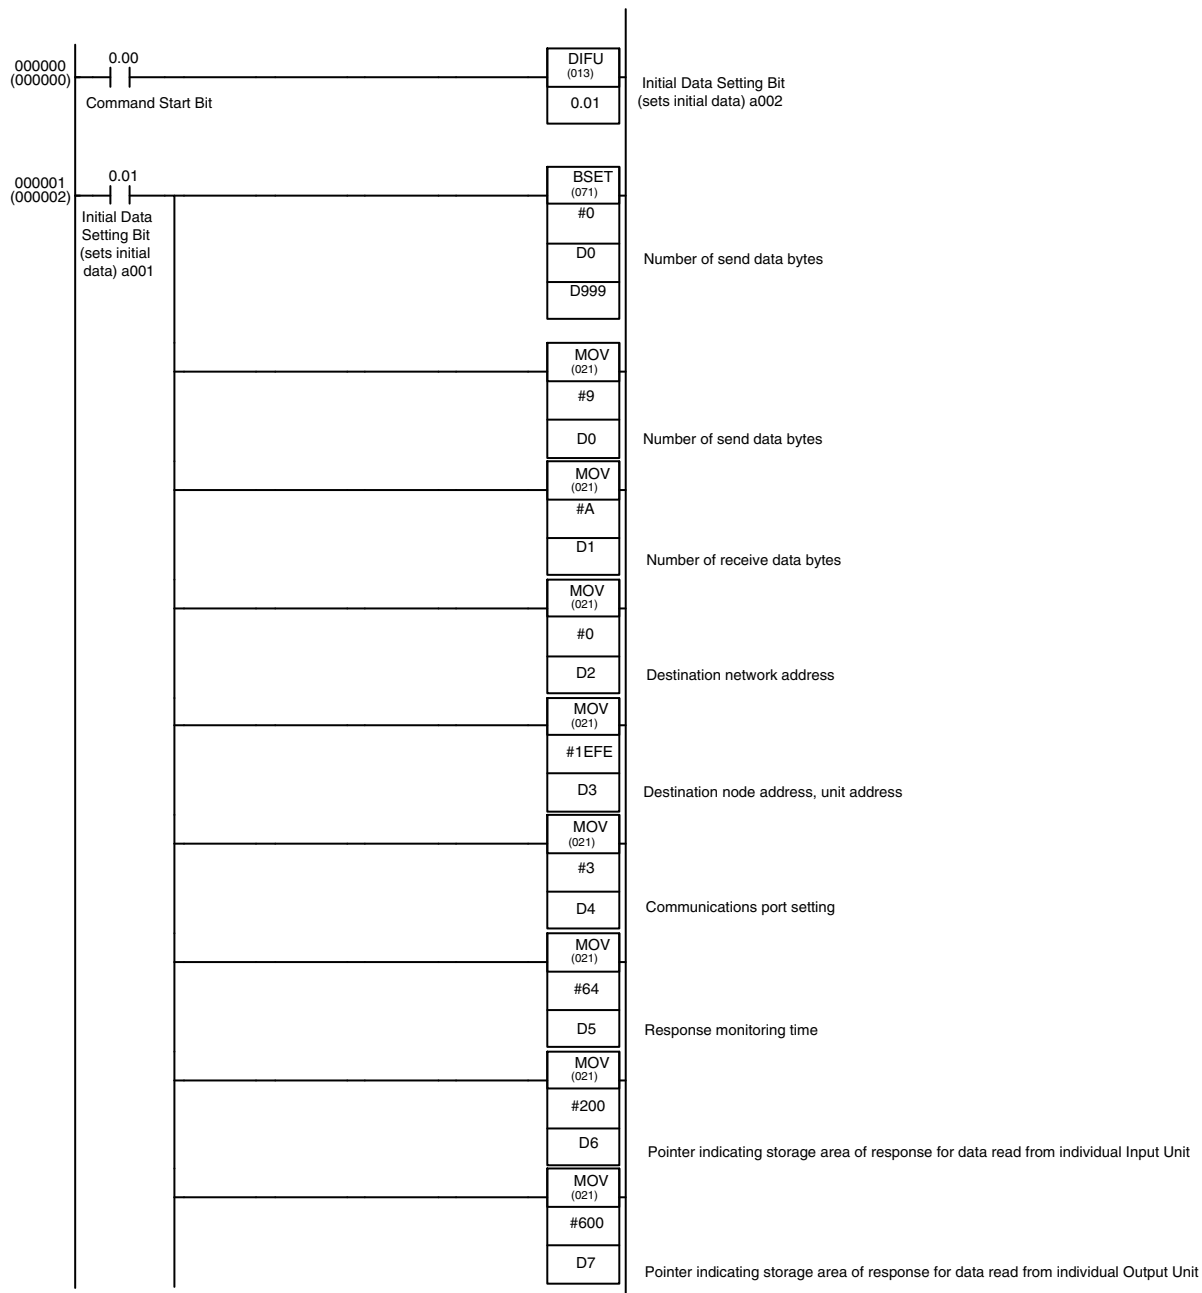 000000
(000000)
0.00
Command Start Bit
DIFU
(013)
0.01
Initial Data Setting Bit
(sets initial data) a002
000001
(000002)
0.01
Initial Data
Setting Bit
(sets initial
data) a001
BSET
(071)
#0
D0
Number of send data bytes
D999
MOV
(021)
#9
D0
Number of send data bytes
MOV
(021)
#A
D1
Number of receive data bytes
MOV
(021)
#0
D2
Destination network address
MOV
(021)
#1EFE
D3
Destination node address, unit address
MOV
(021)
#3
D4
Communications port setting
MOV
(021)
#64
D5
Response monitoring time
MOV
(021)
#200
D6
Pointer indicating storage area of response for data read from individual Input Unit
MOV
(021)
#600
D7
Pointer indicating storage area of response for data read from individual Output Unit